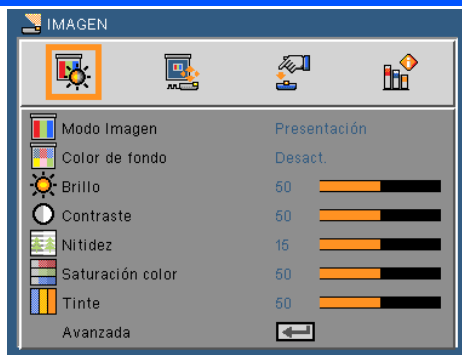 IMAGEN
Modo Imagen Presentación
Color de fondo Desact.
Brillo 50
Contraste 50
Nitidez 15
Saturación color 50
Tinte 50
Avanzada